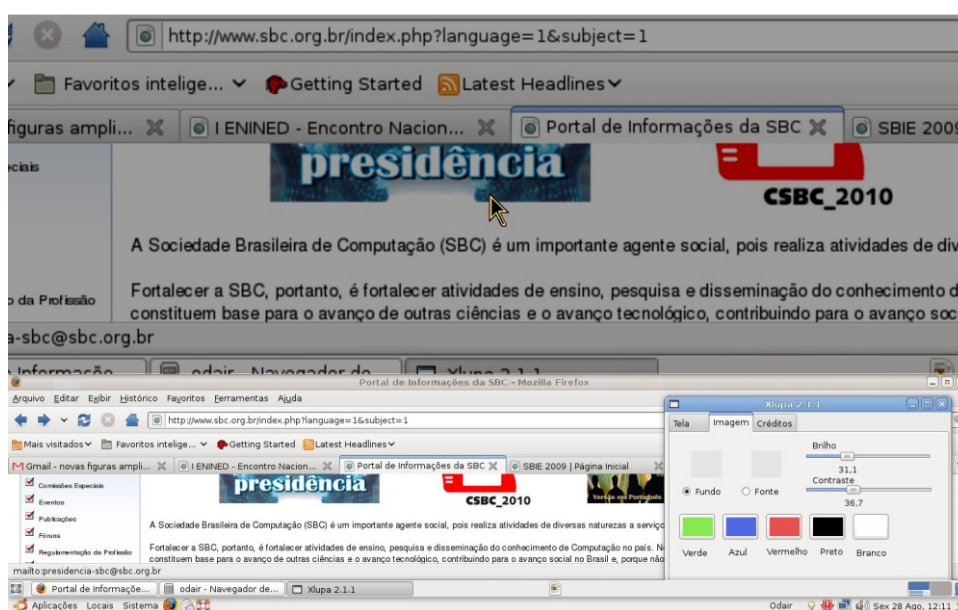 http://www.sbc.org.br/index.php?language=1&subject=1
Favoritos intelige... Getting Started Latest Headlines
figuras ampli... I ENINED - Encontro Nacion... Portal de Informações da SBC SBIE 2009
eciais
presidência
CSBC_2010
A Sociedade Brasileira de Computação (SBC) é um importante agente social, pois realiza atividades de div
o da Profissão
Fortalecer a SBC, portanto, é fortalecer atividades de ensino, pesquisa e disseminação do conhecimento d
constituem base para o avanço de outras ciências e o avanço tecnológico, contribuindo para o avanço soc
a-sbc@sbc.org.br
Informaçõe odair - Navegador de Xlupa 2.1.1
Portal de Informações da SBC - Mozilla Firefox
Arquivo Editar Exibir Histórico Favoritos Ferramentas Ajuda
http://www.sbc.org.br/index.php?language=1&subject=1
Mais visitados Favoritos intelige... Getting Started Latest Headlines
Gmail - novas figuras ampli... I ENINED - Encontro Nacion... Portal de Informações da SBC SBIE 2009 | Página Inicial
Comissões Especiais
Eventos
Publicações
Fóruns
Regulamentação da Profissão
presidência
CSBC_2010
Versão em Português
A Sociedade Brasileira de Computação (SBC) é um importante agente social, pois realiza atividades de diversas naturezas a serviço
Fortalecer a SBC, portanto, é fortalecer atividades de ensino, pesquisa e disseminação do conhecimento de Computação no país. N
constituem base para o avanço de outras ciências e o avanço tecnológico, contribuindo para o avanço social no Brasil e, porque não
mailto:presidencia-sbc@sbc.org.br
Xlupa 2.1.1
Tela Imagem Créditos
Brilho
31,1
Contraste
36,7
Fundo Fonte
Verde Azul Vermelho Preto Branco
Portal de Informaçõe... odair - Navegador de... Xlupa 2.1.1
Aplicações Locais Sistema Odair Sex 28 Ago, 12:11